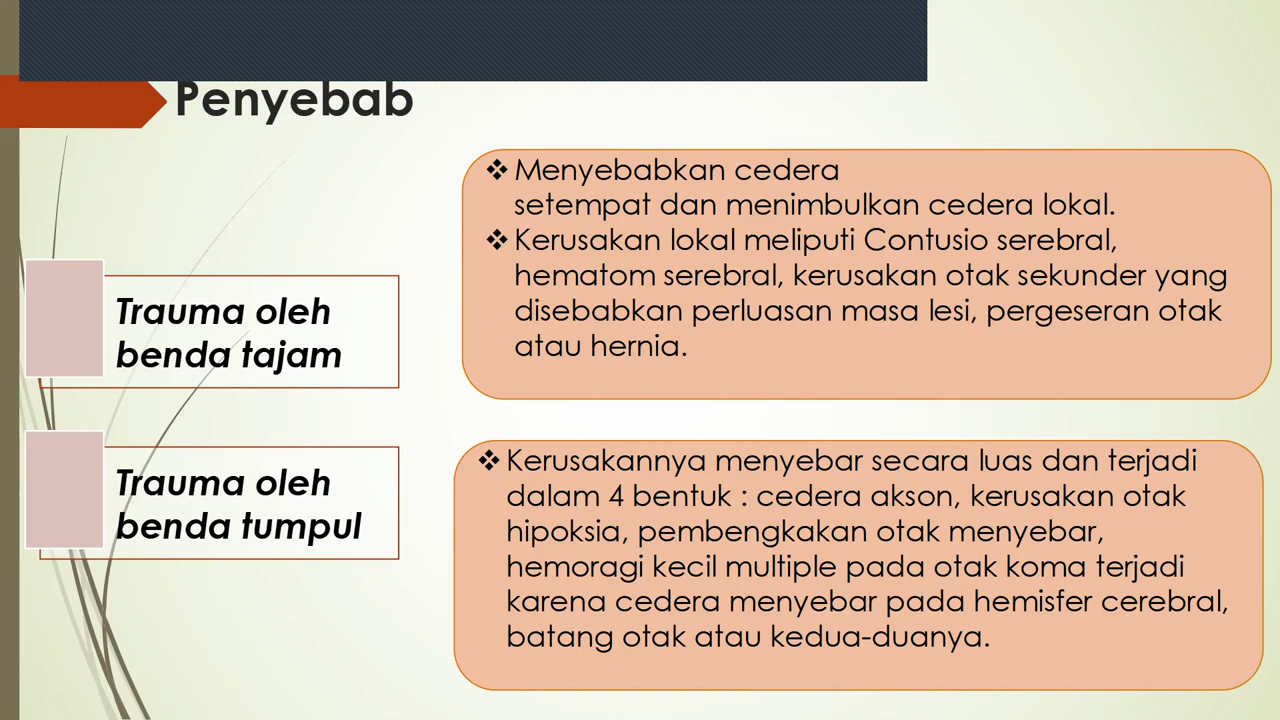 Penyebab
Trauma oleh
benda tajam
❖ Menyebabkan cedera
setempat dan menimbulkan cedera lokal.
❖ Kerusakan lokal meliputi Contusio serebral,
hematom serebral, kerusakan otak sekunder yang
disebabkan perluasan masa lesi, pergeseran otak
atau hernia.
Trauma oleh
benda tumpul
❖ Kerusakannya menyebar secara luas dan terjadi
dalam 4 bentuk : cedera akson, kerusakan otak
hipoksia, pembengkakan otak menyebar,
hemoragi kecil multiple pada otak koma terjadi
karena cedera menyebar pada hemisfer cerebral,
batang otak atau kedua-duanya.